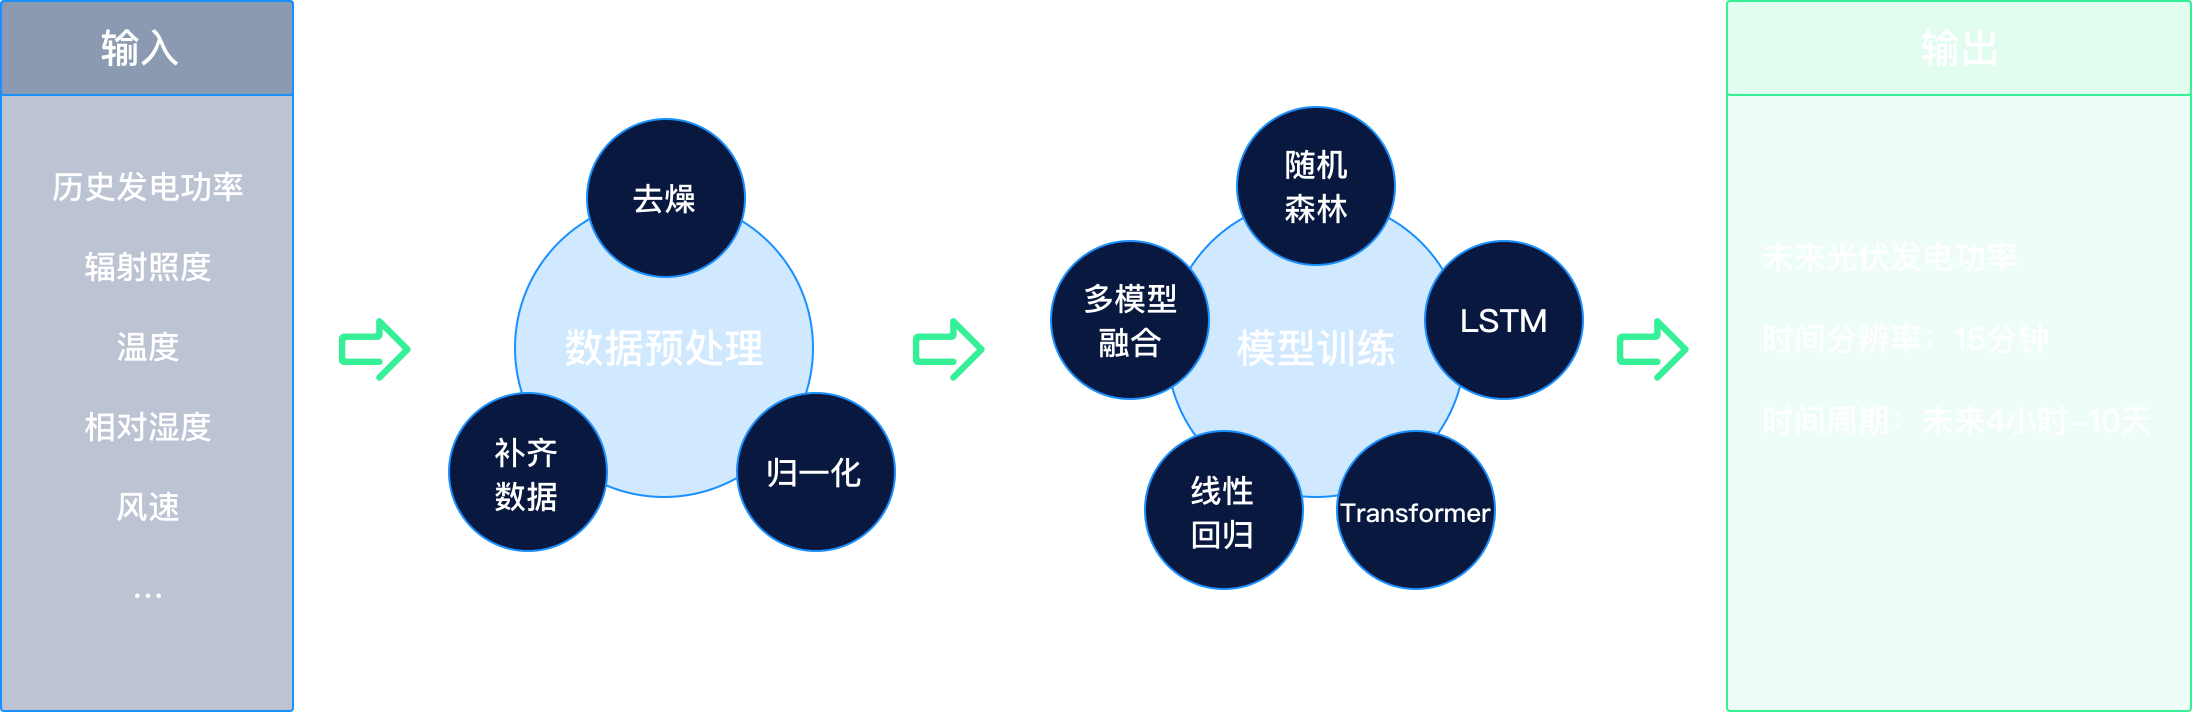 输入
历史发电功率
辐射照度
温度
相对湿度
风速
...
去燥
数据预处理
补齐
数据
归一化
随机
森林
多模型
融合
LSTM
模型训练
线性
回归
Transformer
输出
未来光伏发电功率
时间分辨率：15分钟
时间周期：未来4小时-10天